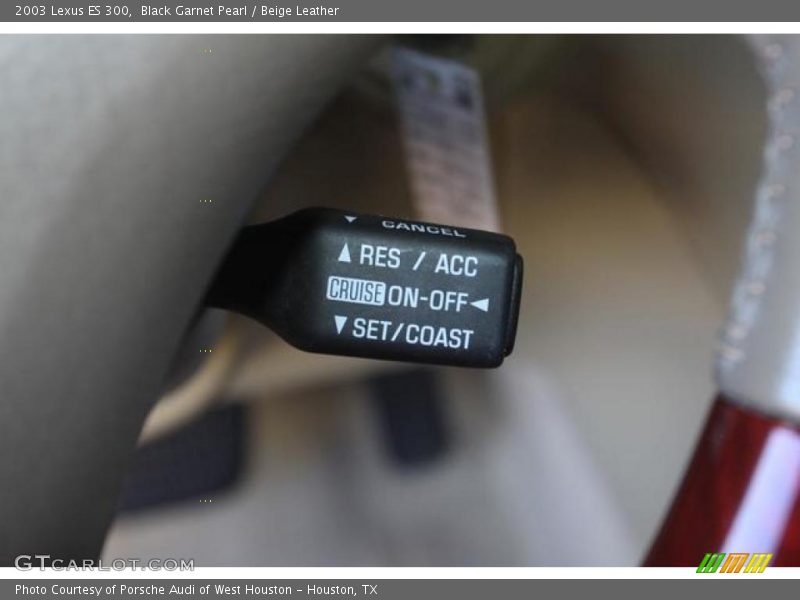 2003 Lexus ES 300,  Black Garnet Pearl / Beige Leather
▼ CANCEL
▲ RES / ACC
CRUISE ON-OFF ◄
▼ SET/COAST
GTCARLOT.COM
Photo Courtesy of Porsche Audi of West Houston - Houston, TX